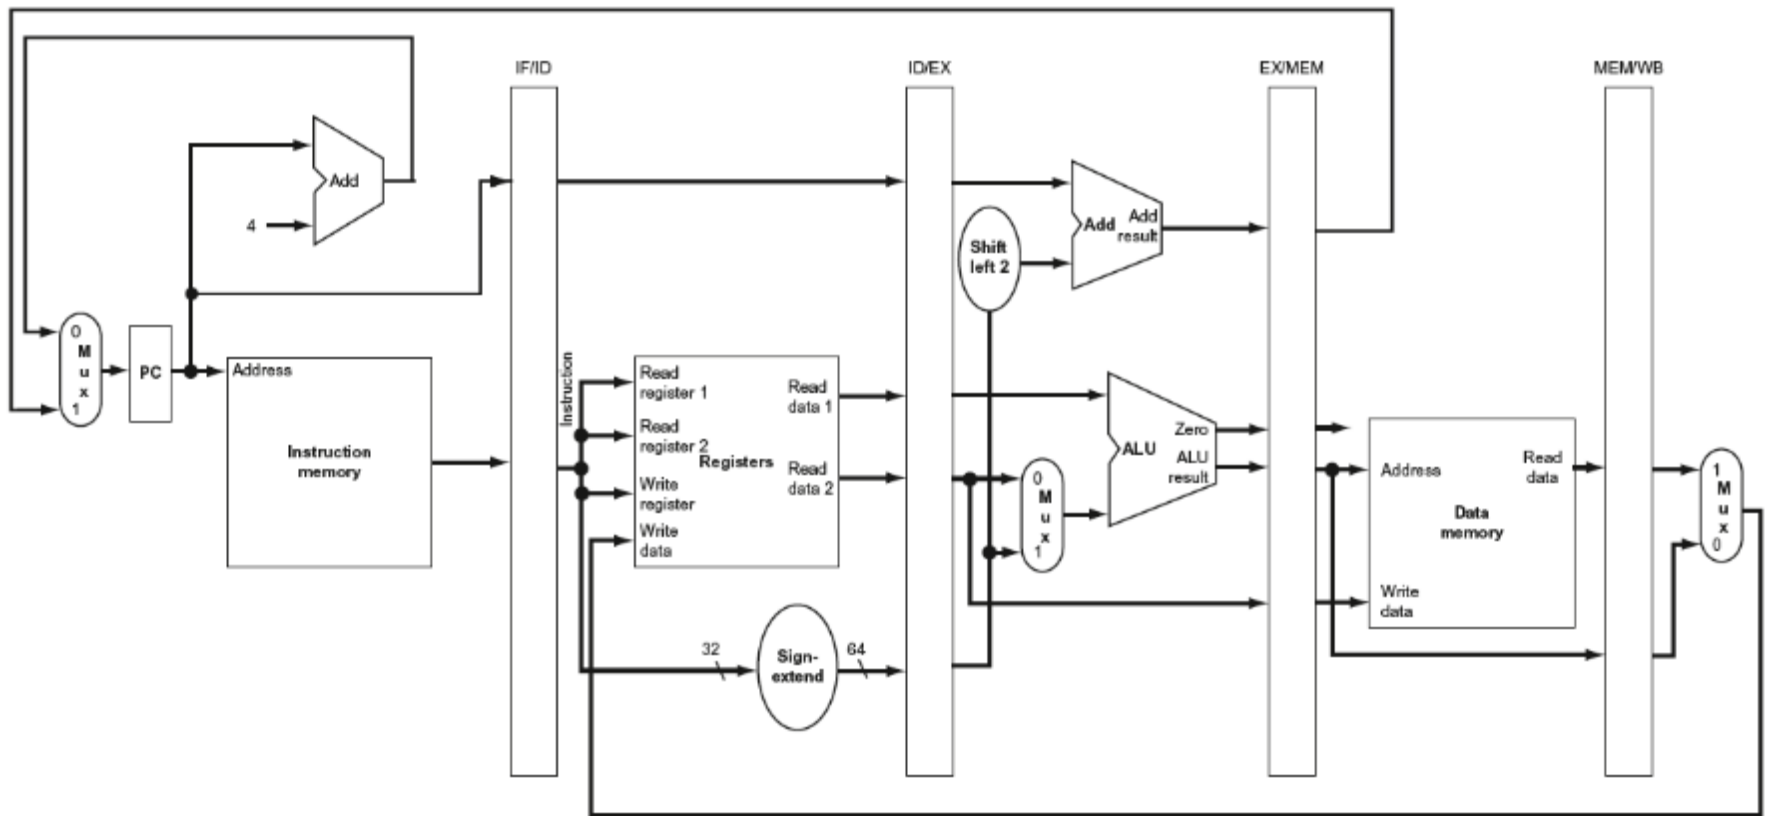 IF/ID
ID/EX
EX/MEM
MEM/WB
Add
4
Add
Add
result
Shift
left 2
0
M
u
x
1
PC
Address
Instruction
memory
Instruction
Read
register 1
Read
register 2
Write
register
Write
data
Registers
Read
data 1
Read
data 2
0
M
u
x
1
Zero
ALU
ALU
result
Address
Read
data
Data
memory
Write
data
1
M
u
x
0
32
Sign-
extend
64